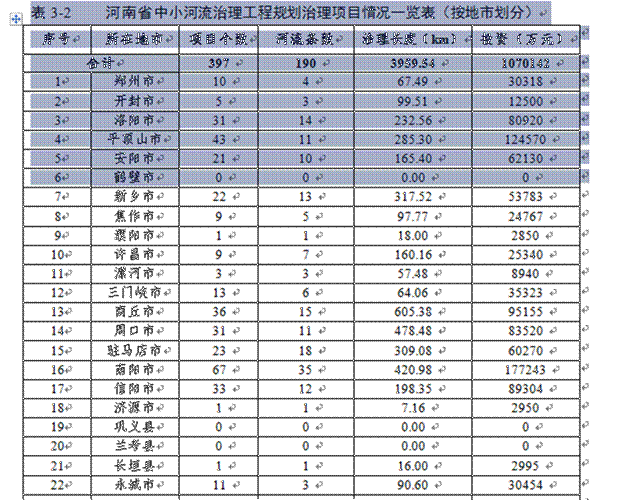 表 3-2 河南省中小河流治理工程规划治理项目情况一览表（按地市划分）
序号 所在地市 项目个数 河流条数 治理长度（km） 投资（万元）
合计 397 190 3989.54 1070142
1 郑州市 10 4 67.49 30318
2 开封市 5 3 99.51 12500
3 洛阳市 31 14 232.56 80920
4 平顶山市 43 11 285.30 124570
5 安阳市 21 10 165.40 62130
6 鹤壁市 0 0 0.00 0
7 新乡市 22 13 317.52 53783
8 焦作市 9 5 97.77 24767
9 濮阳市 1 1 18.00 2850
10 许昌市 9 7 160.16 25340
11 漯河市 3 3 57.48 8940
12 三门峡市 13 6 64.06 35323
13 商丘市 36 15 605.38 95155
14 周口市 31 11 478.48 83520
15 驻马店市 23 18 309.08 60270
16 南阳市 67 35 420.98 177243
17 信阳市 33 12 198.35 89304
18 济源市 1 1 7.16 2950
19 巩义县 0 0 0.00 0
20 兰考县 0 0 0.00 0
21 长垣县 1 1 16.00 2995
22 永城市 11 3 90.60 30454